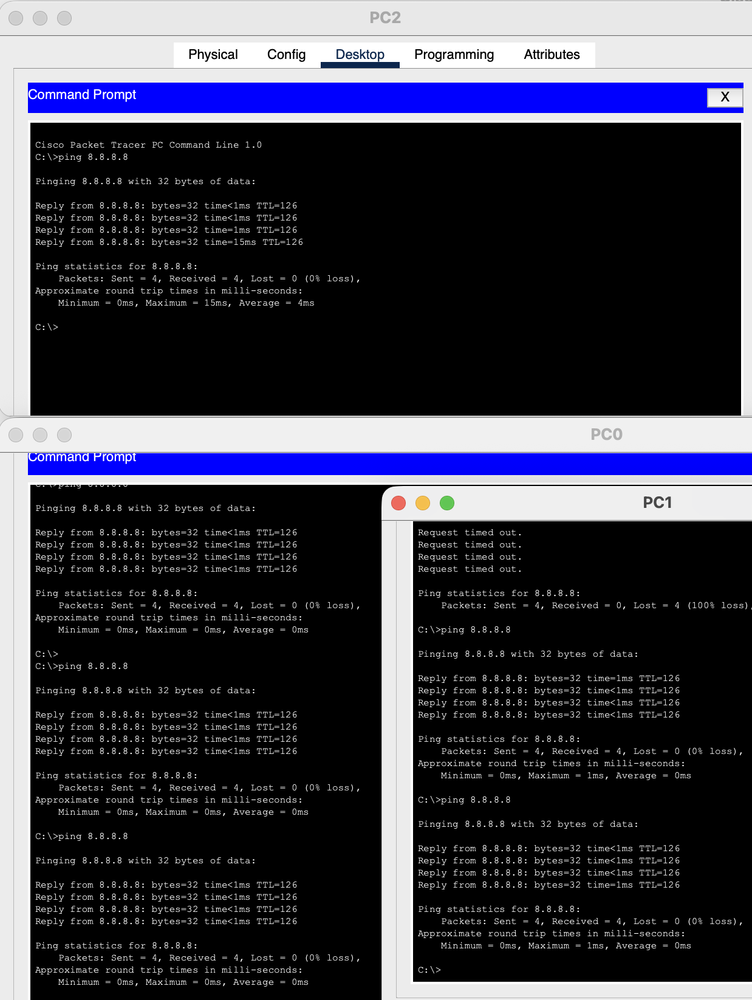 PC2
Physical Config Desktop Programming Attributes
Command Prompt
X
Cisco Packet Tracer PC Command Line 1.0
C:\>ping 8.8.8.8
Pinging 8.8.8.8 with 32 bytes of data:
Reply from 8.8.8.8: bytes=32 time<1ms TTL=126
Reply from 8.8.8.8: bytes=32 time<1ms TTL=126
Reply from 8.8.8.8: bytes=32 time=1ms TTL=126
Reply from 8.8.8.8: bytes=32 time=15ms TTL=126
Ping statistics for 8.8.8.8:
Packets: Sent = 4, Received = 4, Lost = 0 (0% loss),
Approximate round trip times in milli-seconds:
Minimum = 0ms, Maximum = 15ms, Average = 4ms
C:\>
PC0
Command Prompt
C:\>ping 8.8.8.8
Pinging 8.8.8.8 with 32 bytes of data:
Reply from 8.8.8.8: bytes=32 time<1ms TTL=126
Reply from 8.8.8.8: bytes=32 time<1ms TTL=126
Reply from 8.8.8.8: bytes=32 time<1ms TTL=126
Reply from 8.8.8.8: bytes=32 time<1ms TTL=126
Ping statistics for 8.8.8.8:
Packets: Sent = 4, Received = 4, Lost = 0 (0% loss),
Approximate round trip times in milli-seconds:
Minimum = 0ms, Maximum = 0ms, Average = 0ms
C:\>
C:\>ping 8.8.8.8
Pinging 8.8.8.8 with 32 bytes of data:
Reply from 8.8.8.8: bytes=32 time<1ms TTL=126
Reply from 8.8.8.8: bytes=32 time<1ms TTL=126
Reply from 8.8.8.8: bytes=32 time<1ms TTL=126
Reply from 8.8.8.8: bytes=32 time<1ms TTL=126
Ping statistics for 8.8.8.8:
Packets: Sent = 4, Received = 4, Lost = 0 (0% loss),
Approximate round trip times in milli-seconds:
Minimum = 0ms, Maximum = 0ms, Average = 0ms
C:\>ping 8.8.8.8
Pinging 8.8.8.8 with 32 bytes of data:
Reply from 8.8.8.8: bytes=32 time<1ms TTL=126
Reply from 8.8.8.8: bytes=32 time<1ms TTL=126
Reply from 8.8.8.8: bytes=32 time<1ms TTL=126
Reply from 8.8.8.8: bytes=32 time<1ms TTL=126
Ping statistics for 8.8.8.8:
Packets: Sent = 4, Received = 4, Lost = 0 (0% loss),
Approximate round trip times in milli-seconds:
Minimum = 0ms, Maximum = 0ms, Average = 0ms
PC1
Request timed out.
Request timed out.
Request timed out.
Request timed out.
Ping statistics for 8.8.8.8:
Packets: Sent = 4, Received = 0, Lost = 4 (100% loss),
C:\>ping 8.8.8.8
Pinging 8.8.8.8 with 32 bytes of data:
Reply from 8.8.8.8: bytes=32 time=1ms TTL=126
Reply from 8.8.8.8: bytes=32 time<1ms TTL=126
Reply from 8.8.8.8: bytes=32 time<1ms TTL=126
Reply from 8.8.8.8: bytes=32 time<1ms TTL=126
Ping statistics for 8.8.8.8:
Packets: Sent = 4, Received = 4, Lost = 0 (0% loss),
Approximate round trip times in milli-seconds:
Minimum = 0ms, Maximum = 1ms, Average = 0ms
C:\>ping 8.8.8.8
Pinging 8.8.8.8 with 32 bytes of data:
Reply from 8.8.8.8: bytes=32 time<1ms TTL=126
Reply from 8.8.8.8: bytes=32 time<1ms TTL=126
Reply from 8.8.8.8: bytes=32 time<1ms TTL=126
Reply from 8.8.8.8: bytes=32 time=1ms TTL=126
Ping statistics for 8.8.8.8:
Packets: Sent = 4, Received = 4, Lost = 0 (0% loss),
Approximate round trip times in milli-seconds:
Minimum = 0ms, Maximum = 1ms, Average = 0ms
C:\>